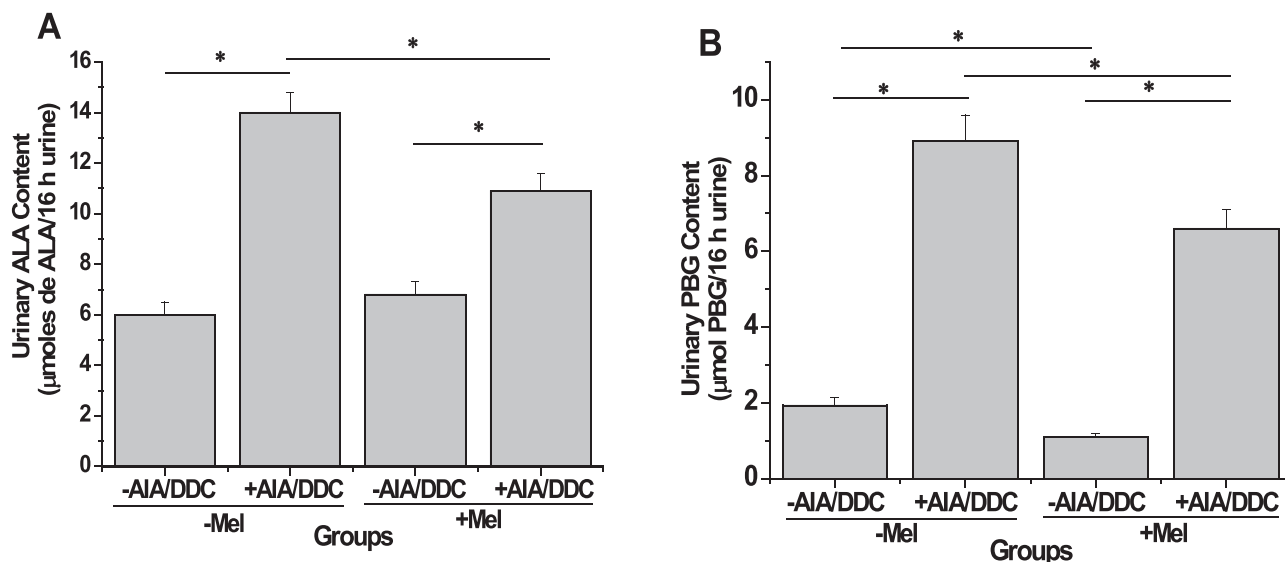 A
Urinary ALA Content
(μmoles de ALA/16 h urine)
16
14
12
10
8
6
4
2
0
*
*
*
-AIA/DDC +AIA/DDC -AIA/DDC +AIA/DDC
-Mel +Mel
Groups
B
Urinary PBG Content
(μmol PBG/16 h urine)
10
8
6
4
2
0
*
*
*
*
-AIA/DDC +AIA/DDC -AIA/DDC +AIA/DDC
-Mel +Mel
Groups